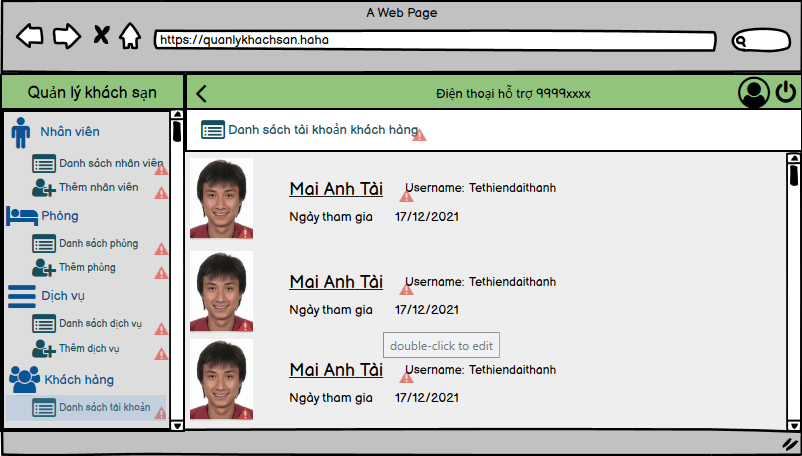 A Web Page
https://quanlykhachsan.haha
Quản lý khách sạn
Điện thoại hỗ trợ 9999xxxx
Nhân viên
Danh sách nhân viên
Thêm nhân viên
Phòng
Danh sách phòng
Thêm phòng
Dịch vụ
Danh sách dịch vụ
Thêm dịch vụ
Khách hàng
Danh sách tài khoản
Danh sách tài khoản khách hàng
Mai Anh Tài Username: Tethiendaithanh
Ngày tham gia 17/12/2021
Mai Anh Tài Username: Tethiendaithanh
Ngày tham gia 17/12/2021
double-click to edit
Mai Anh Tài Username: Tethiendaithanh
Ngày tham gia 17/12/2021